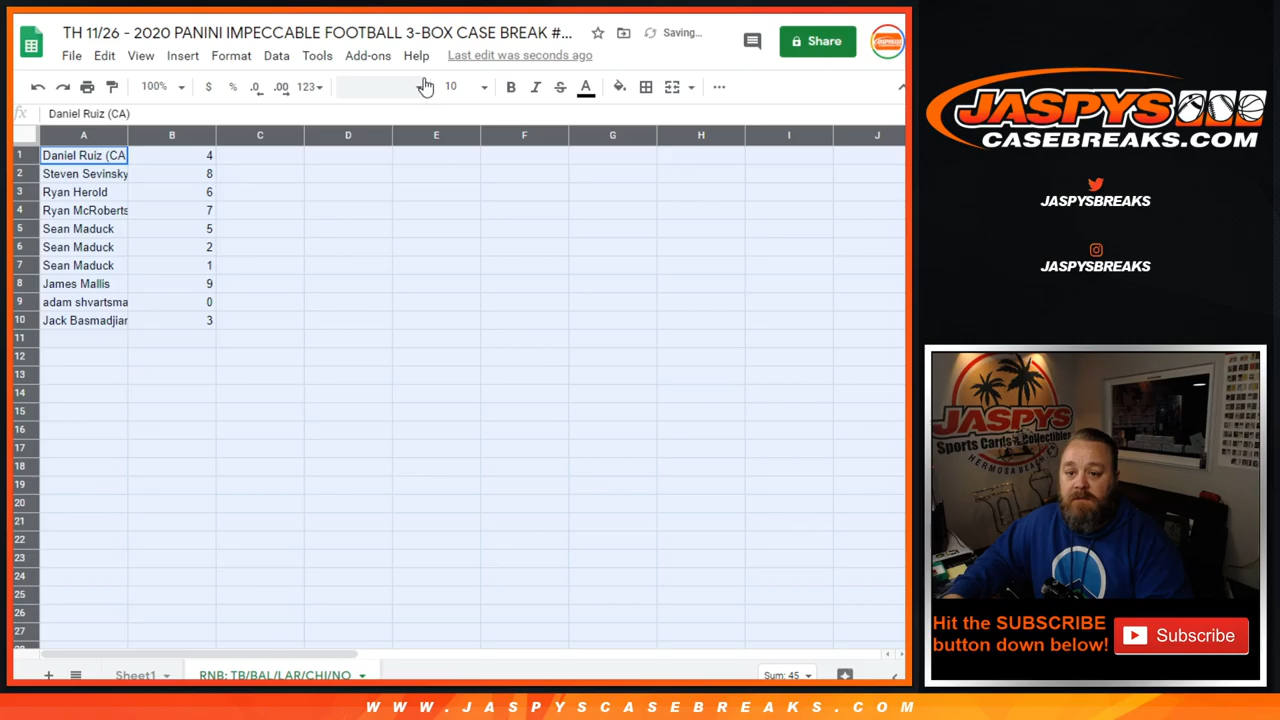 TH 11/26 - 2020 PANINI IMPECCABLE FOOTBALL 3-BOX CASE BREAK #...
Saving...
Share
File Edit View Insert Format Data Tools Add-ons Help Last edit was seconds ago
100% $ % .0 .00 123 10 B I S A
fx Daniel Ruiz (CA)
A B C D E F G H I J
1 Daniel Ruiz (CA 4
2 Steven Sevinsky 8
3 Ryan Herold 6
4 Ryan McRoberts 7
5 Sean Maduck 5
6 Sean Maduck 2
7 Sean Maduck 1
8 James Mallis 9
9 adam shvartsma 0
10 Jack Basmadjian 3
11
12
13
14
15
16
17
18
19
20
21
22
23
24
25
26
27
Sheet1 RNB: TB/BAL/LAR/CHI/NO Sum: 45
JASPYS
CASEBREAKS.COM
JASPYSBREAKS
JASPYSBREAKS
JASPYS
Sports Cards & Collectibles
HERMOSA BEACH
Hit the SUBSCRIBE
button down below!
Subscribe
WWW.JASPYSCASEBREAKS.COM